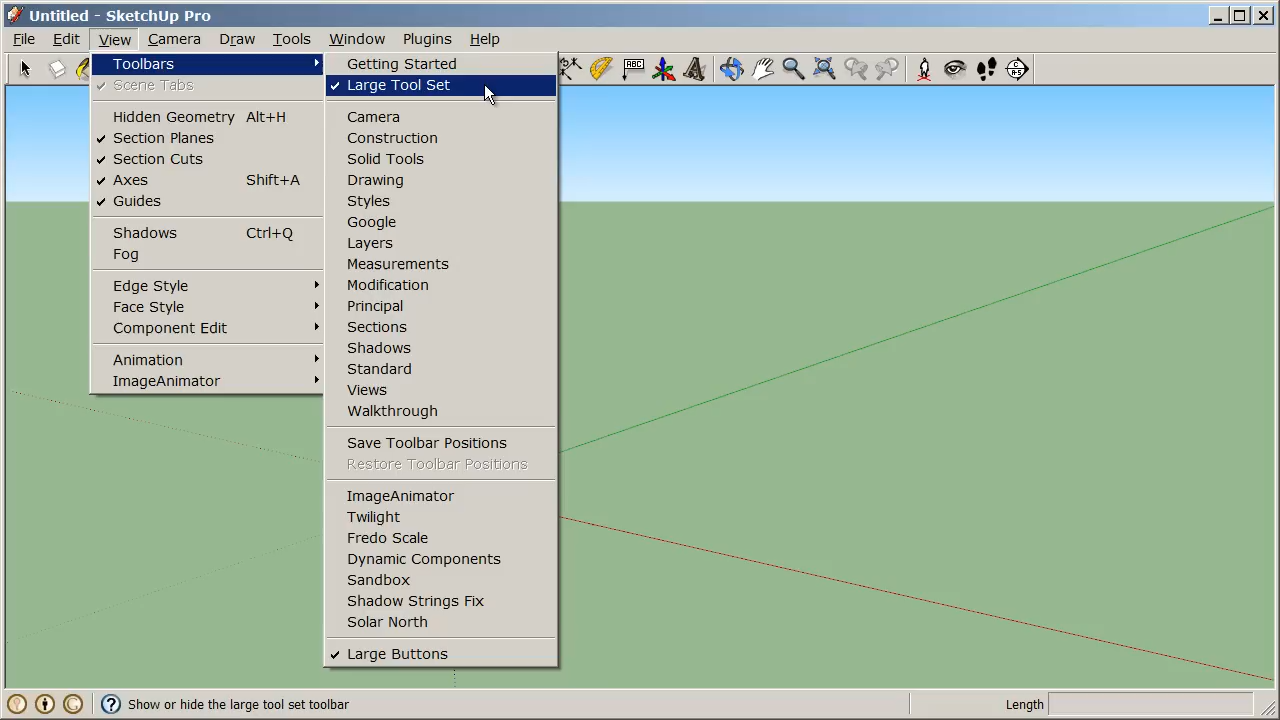 Untitled - SketchUp Pro
File Edit View Camera Draw Tools Window Plugins Help
ABC
A
C
A-5
Toolbars
Scene Tabs
Hidden Geometry Alt+H
Section Planes
Section Cuts
Axes Shift+A
Guides
Shadows Ctrl+Q
Fog
Edge Style
Face Style
Component Edit
Animation
ImageAnimator
Getting Started
Large Tool Set
Camera
Construction
Solid Tools
Drawing
Styles
Google
Layers
Measurements
Modification
Principal
Sections
Shadows
Standard
Views
Walkthrough
Save Toolbar Positions
Restore Toolbar Positions
ImageAnimator
Twilight
Fredo Scale
Dynamic Components
Sandbox
Shadow Strings Fix
Solar North
Large Buttons
? Show or hide the large tool set toolbar Length